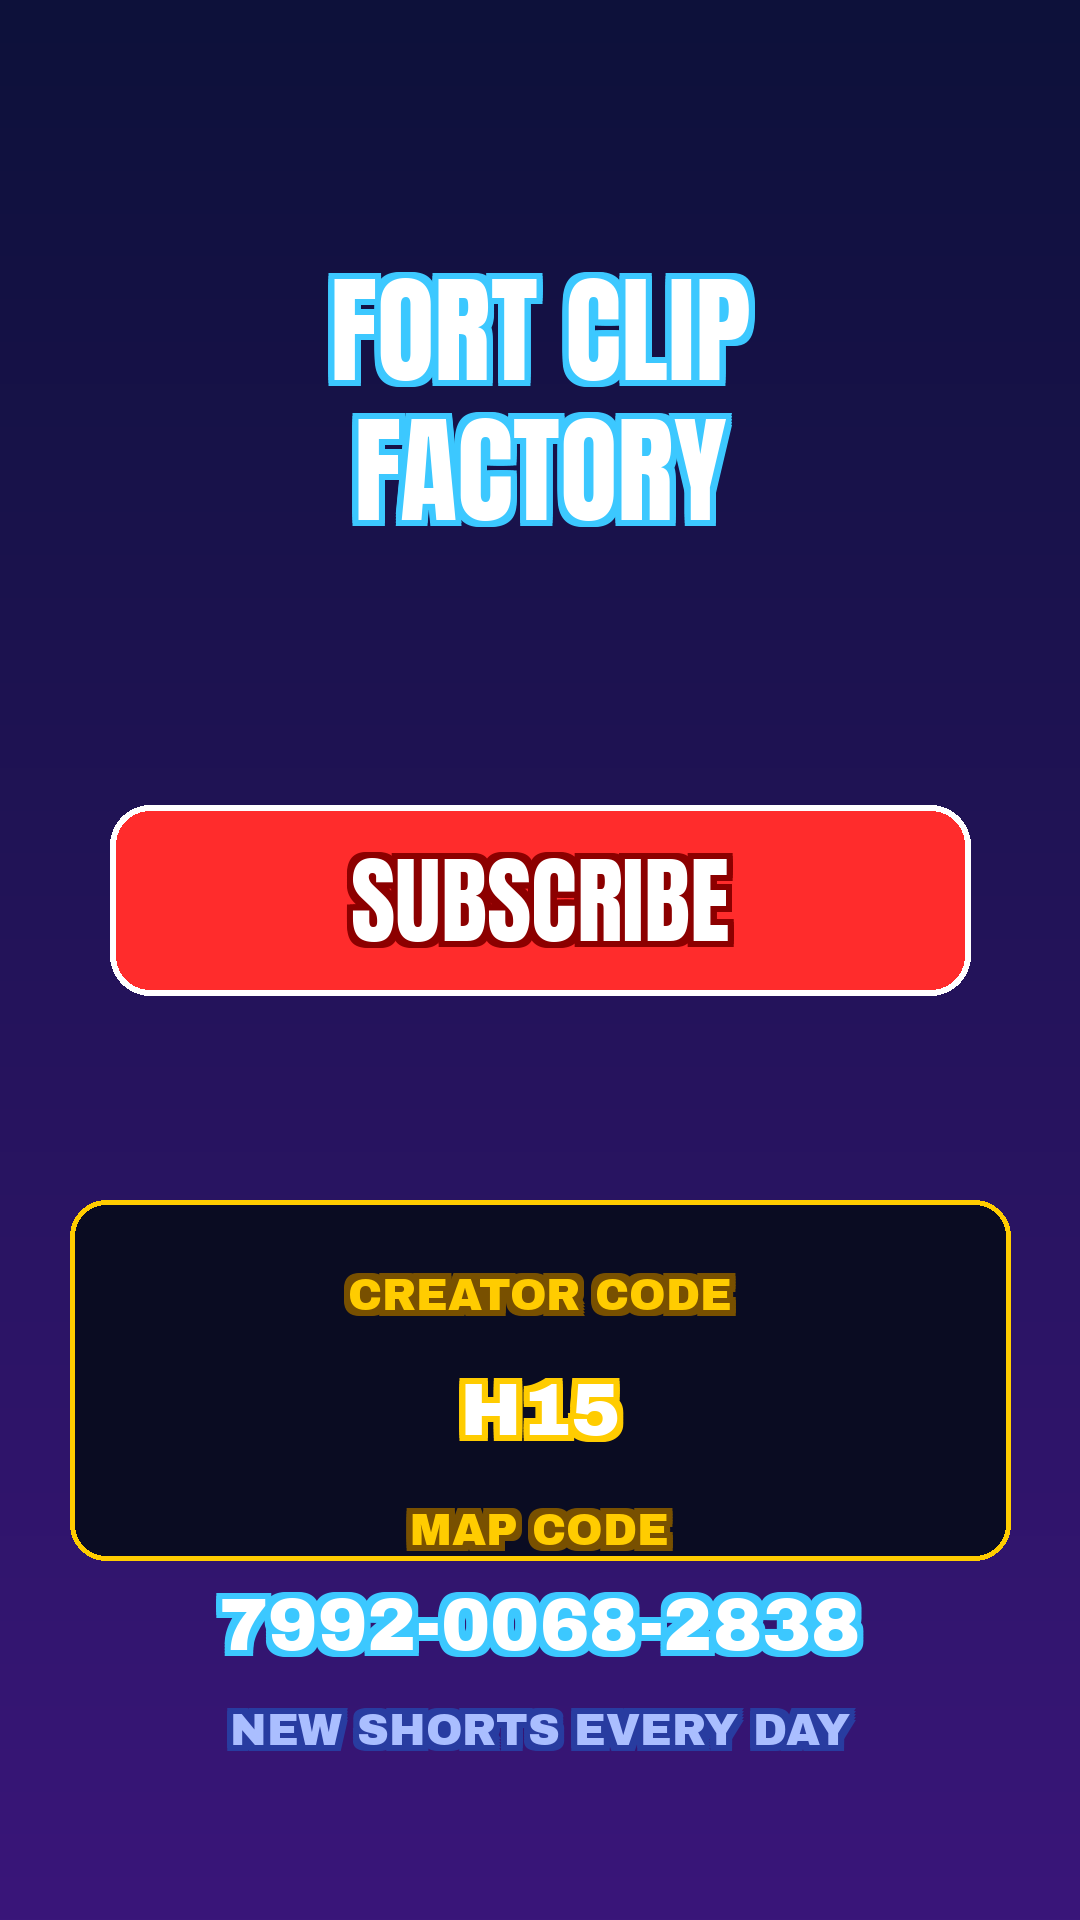 FORT CLIP
FACTORY
SUBSCRIBE
CREATOR CODE
H15
MAP CODE
7992-0068-2838
NEW SHORTS EVERY DAY